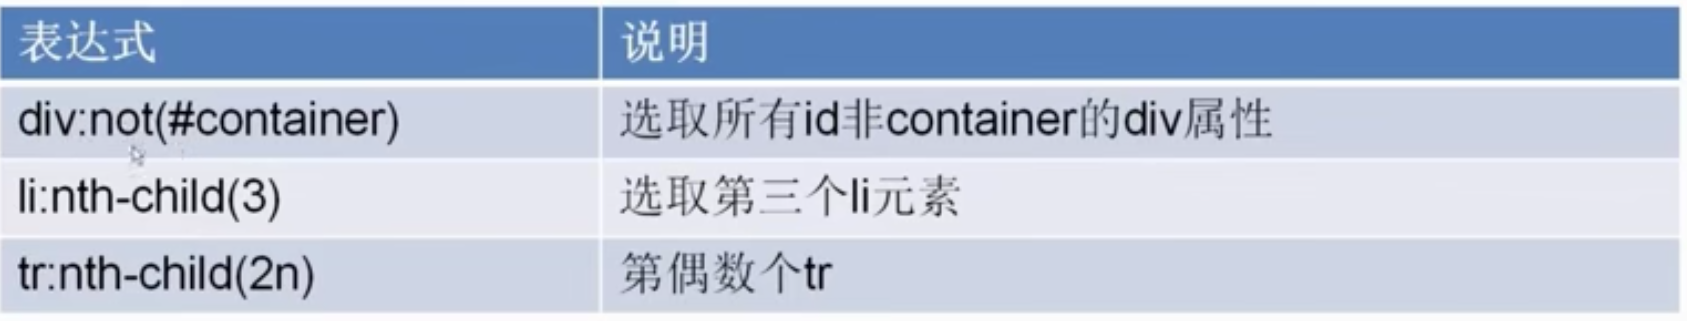 表达式 说明
div:not(#container) 选取所有id非container的div属性
li:nth-child(3) 选取第三个li元素
tr:nth-child(2n) 第偶数个tr